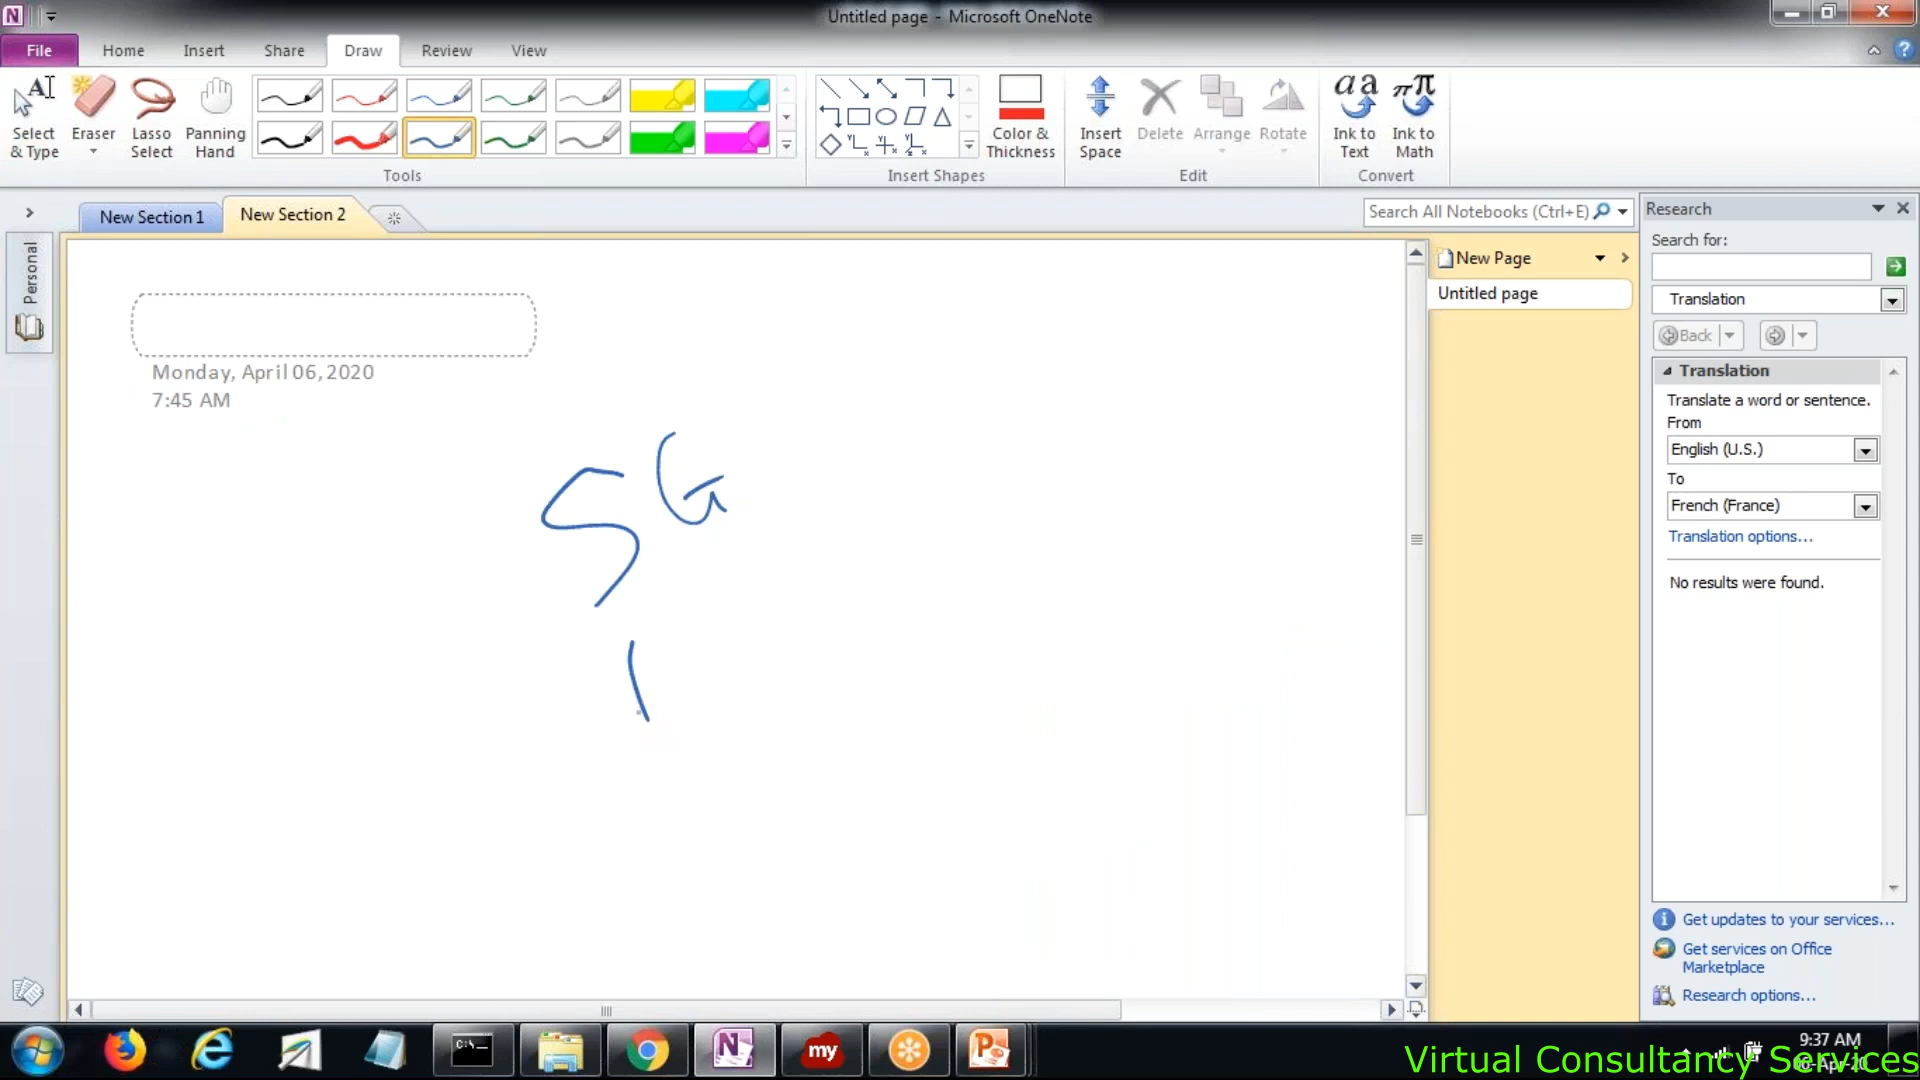 Untitled page - Microsoft OneNote
File Home Insert Share Draw Review View
Select & Type
Eraser
Lasso Select
Panning Hand
Tools
Insert Shapes
Color & Thickness
Insert Space
Delete
Arrange
Rotate
Edit
Ink to Text
Ink to Math
Convert
New Section 1
New Section 2
Search All Notebooks (Ctrl+E)
Personal
Monday, April 06, 2020
7:45 AM
5G
New Page
Untitled page
Research
Search for:
Translation
Back
Translation
Translate a word or sentence.
From
English (U.S.)
To
French (France)
Translation options...
No results were found.
Get updates to your services...
Get services on Office
Marketplace
Research options...
C:\
my
9:37 AM
06-Apr-20
Virtual Consultancy Services